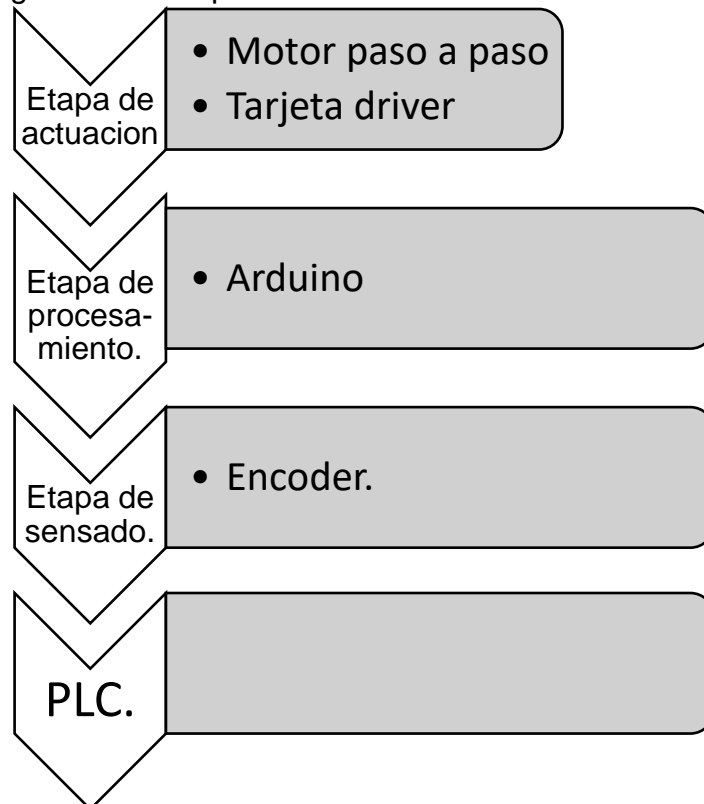 Etapa de
actuacion
• Motor paso a paso
• Tarjeta driver
Etapa de
procesa-
miento.
• Arduino
Etapa de
sensado.
• Encoder.
PLC.